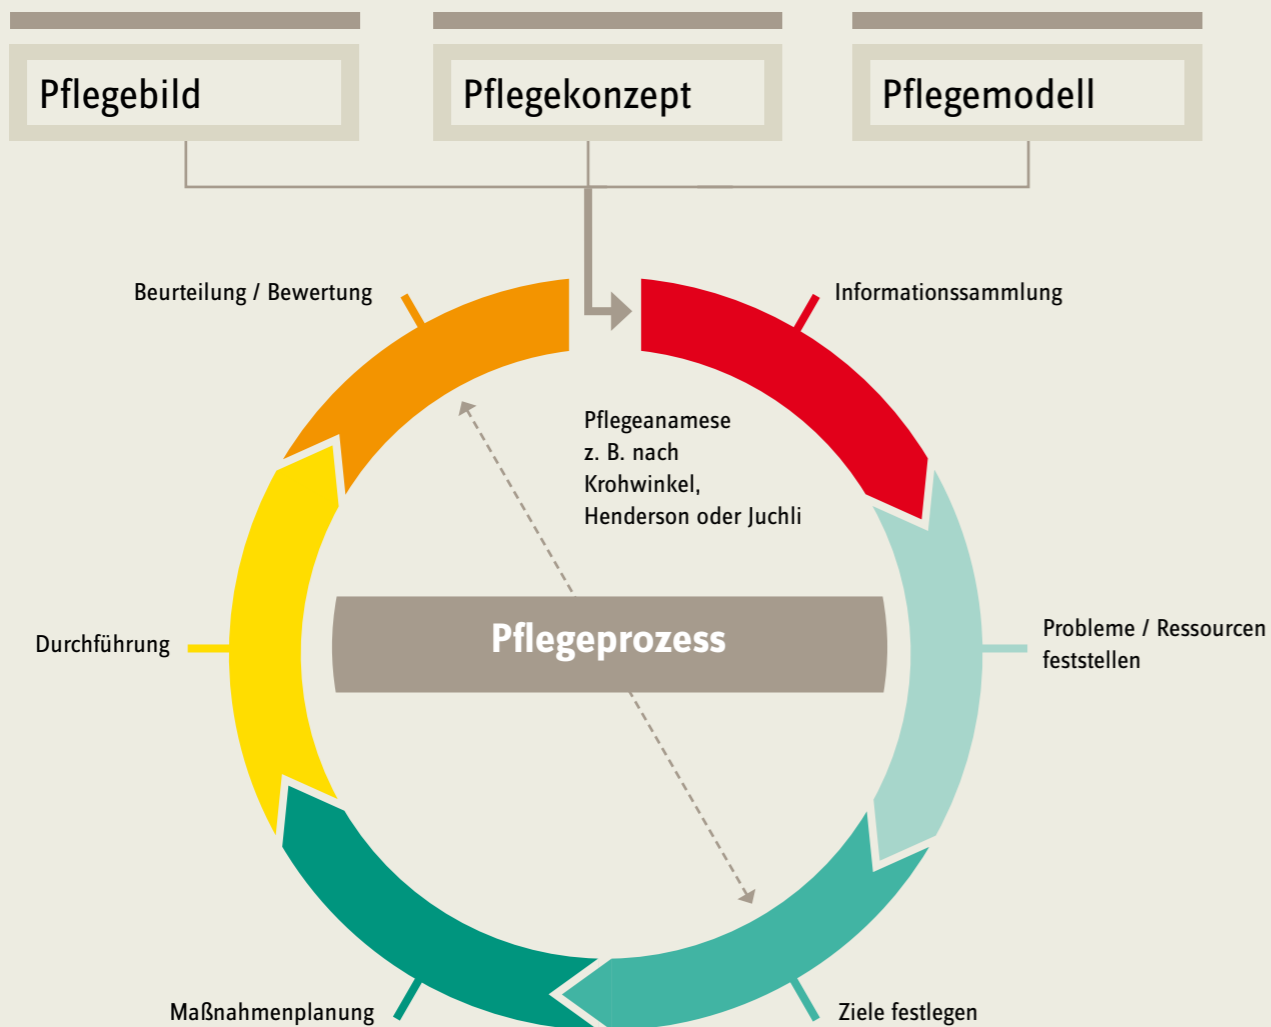 Pflegebild
Pflegekonzept
Pflegemodell
Beurteilung / Bewertung
Informationssammlung
Pflegeanamese
z. B. nach
Krohwinkel,
Henderson oder Juchli
Pflegeprozess
Durchführung
Probleme / Ressourcen
feststellen
Maßnahmenplanung
Ziele festlegen